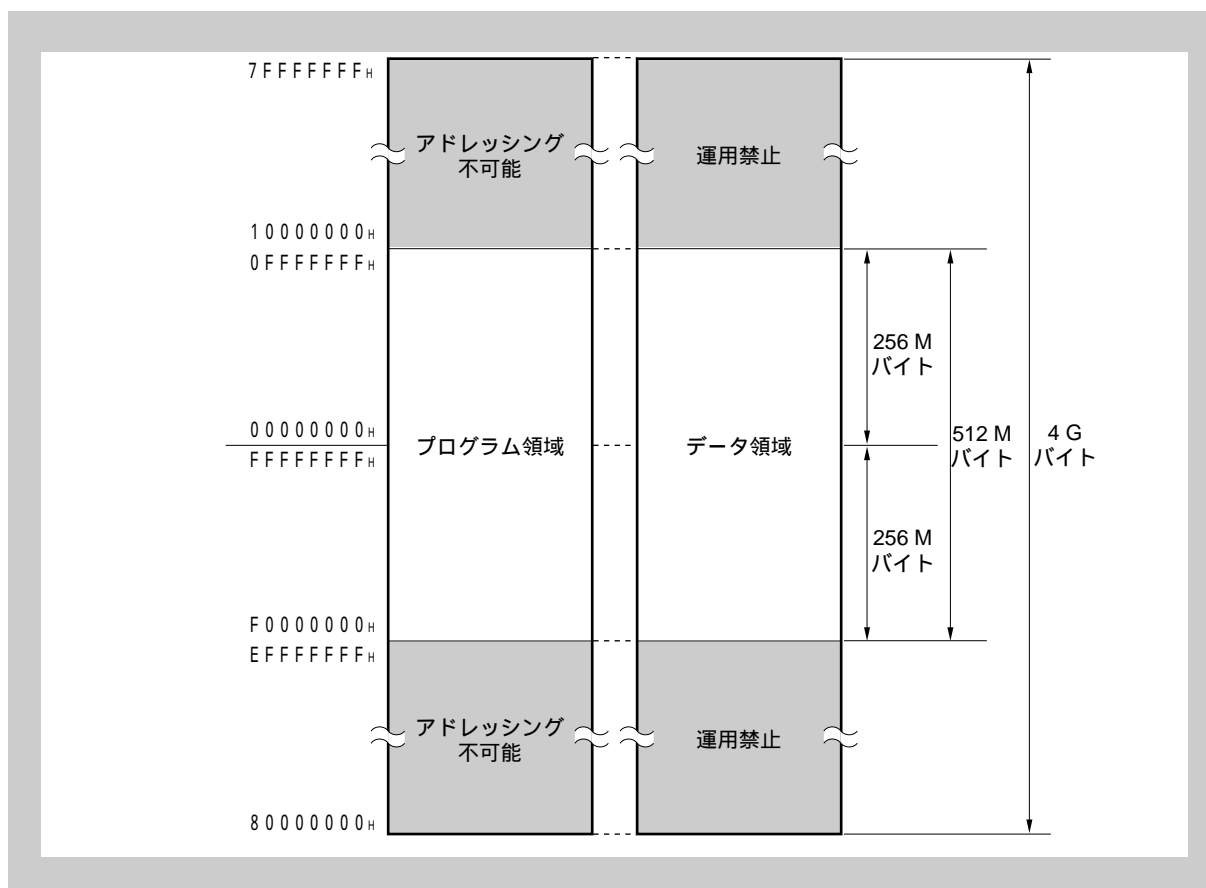 7FFFFFFFH
アドレッシング
不可能
運用禁止
10000000H
0FFFFFFFH
256 M
バイト
00000000H
FFFFFFFFH
プログラム領域
データ領域
512 M
バイト
4 G
バイト
256 M
バイト
F0000000H
EFFFFFFFH
アドレッシング
不可能
運用禁止
80000000H